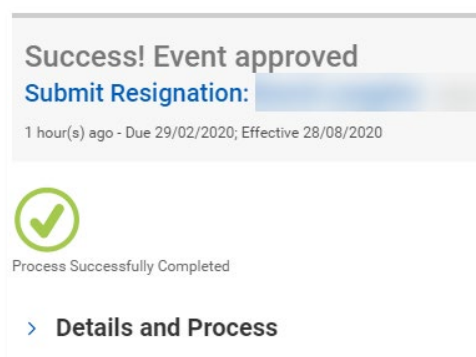 Success! Event approved
Submit Resignation:
1 hour(s) ago - Due 29/02/2020; Effective 28/08/2020
Process Successfully Completed
Details and Process